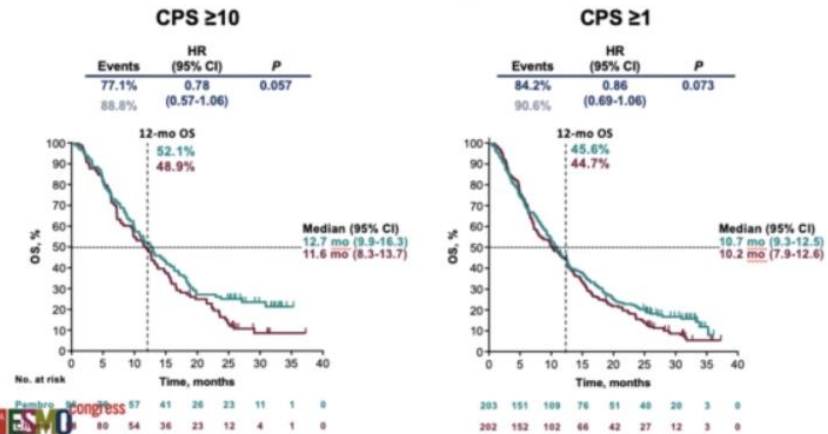 CPS ≥10
HR
Events (95% CI) P
77.1% 0.78 0.057
88.8% (0.57-1.06)
12-mo OS
52.1%
48.9%
100
90
80
70
60
50
40
30
20
10
0
OS, %
Median (95% CI)
12.7 mo (9.9-16.3)
11.6 mo (8.3-13.7)
0 5 10 15 20 25 30 35 40
Time, months
No. at risk
Pembro 57 41 26 23 11 1 0
80 54 36 23 12 4 1 0
ESMO congress
CPS ≥1
HR
Events (95% CI) P
84.2% 0.86 0.073
90.6% (0.69-1.06)
12-mo OS
45.6%
44.7%
100
90
80
70
60
50
40
30
20
10
0
OS, %
Median (95% CI)
10.7 mo (9.3-12.5)
10.2 mo (7.9-12.6)
0 5 10 15 20 25 30 35 40
Time, months
203 151 109 76 51 40 20 3 0
202 152 102 66 42 27 12 3 0